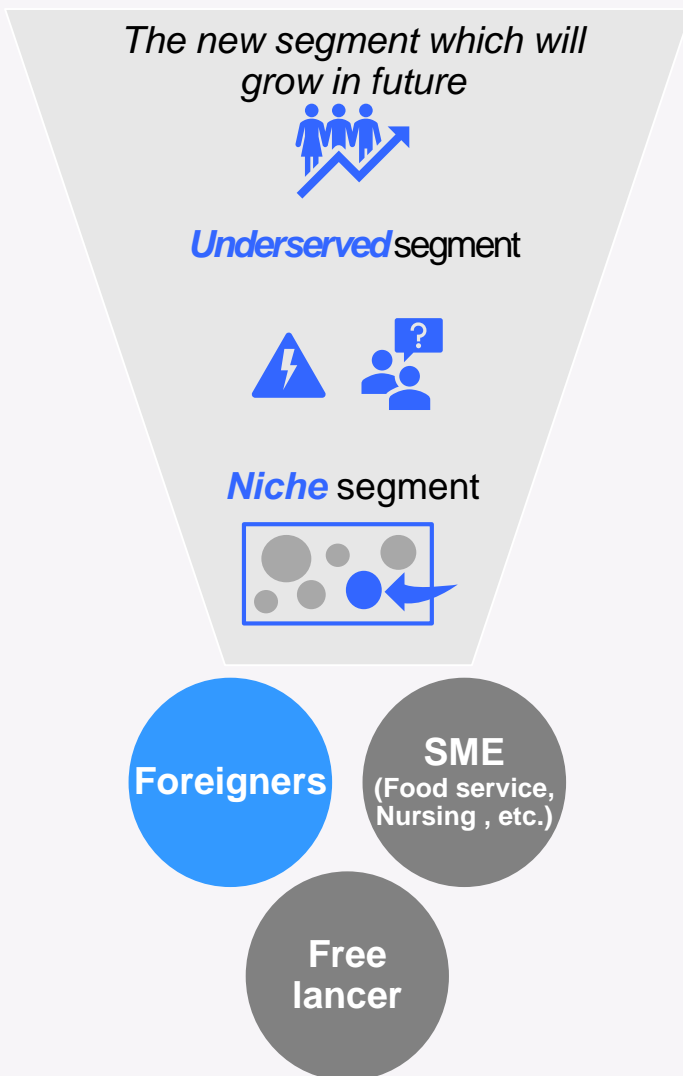 The new segment which will
grow in future
Underserved segment
?
Niche segment
Foreigners
SME
(Food service,
Nursing , etc.)
Free
lancer